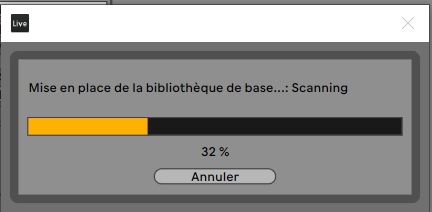 Live
Mise en place de la bibliothèque de base...: Scanning
32 %
Annuler